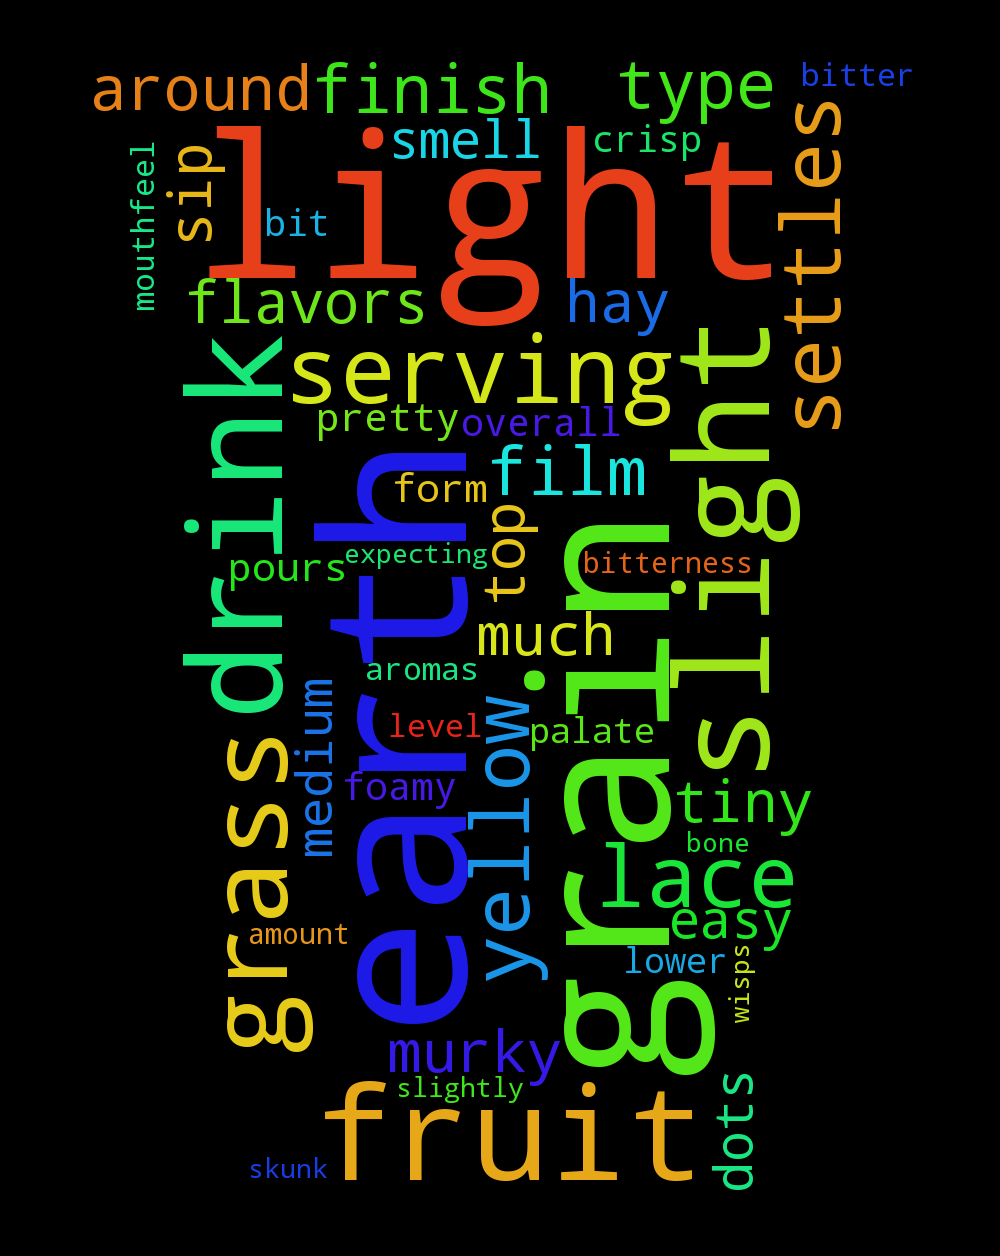 around
finish
type
bitter
smell
crisp
light
settles
sip
mouthfeel
bit
flavors
hay
serving
slight
drink
pretty
overall
film
form
earth
top
grain
expecting
bitterness
pours
much
aromas
yellow
medium
level
palate
grass
foamy
tiny
bone
lace
easy
amount
lower
wisps
murky
slightly
dots
fruit
skunk